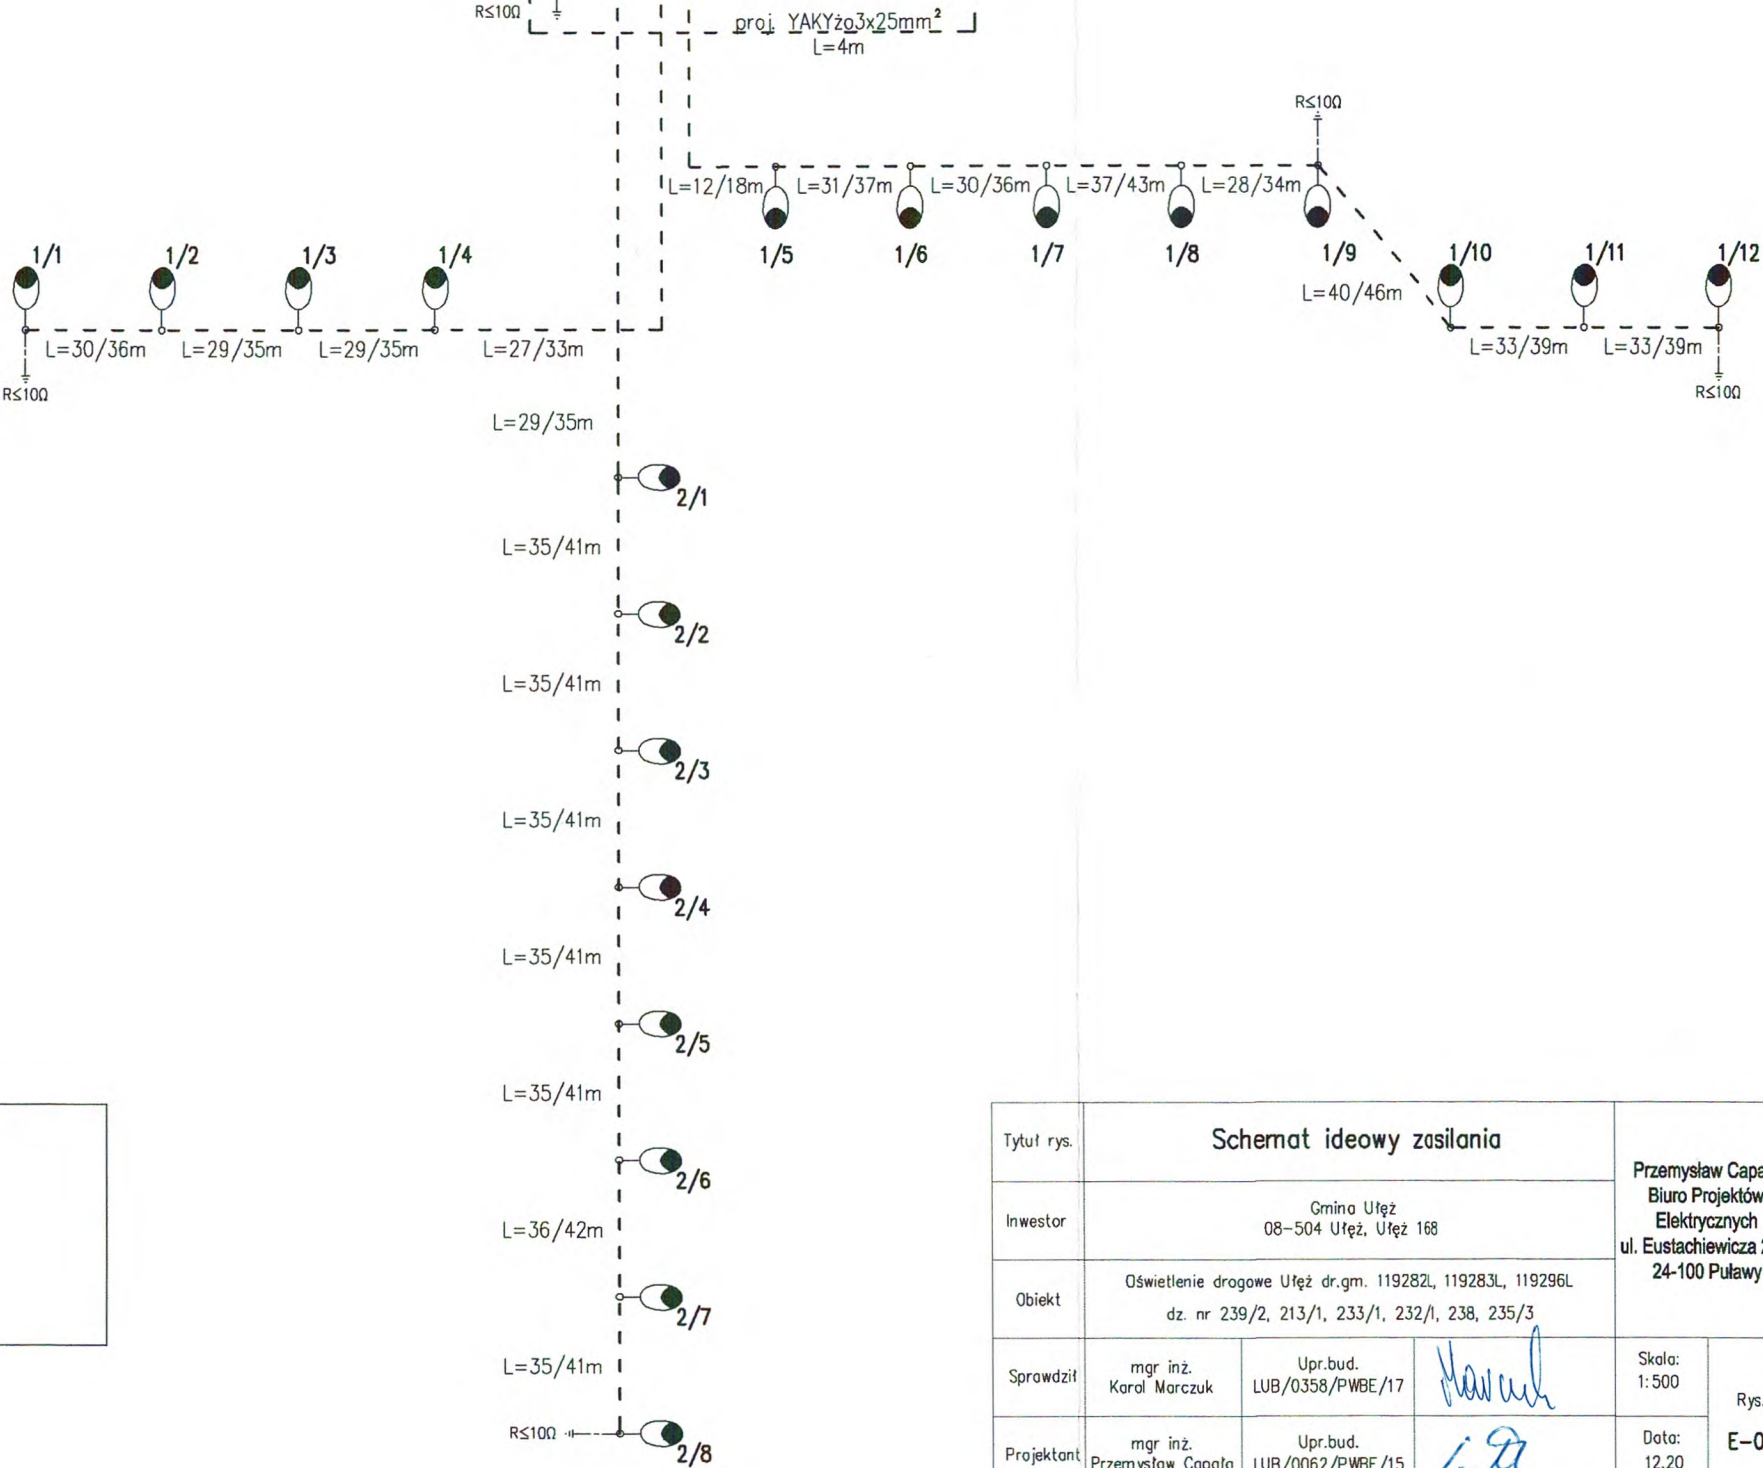 R≤10Ω
proj. YAKYżo3x25mm²
L=4m
R≤10Ω
L=12/18m L=31/37m L=30/36m L=37/43m L=28/34m
1/5 1/6 1/7 1/8 1/9
1/1 1/2 1/3 1/4
1/10 1/11 1/12
L=40/46m
L=30/36m L=29/35m L=29/35m L=27/33m
L=33/39m L=33/39m
R≤10Ω
R≤10Ω
L=29/35m
2/1
L=35/41m
2/2
L=35/41m
2/3
L=35/41m
2/4
L=35/41m
2/5
L=35/41m
2/6
L=36/42m
2/7
L=35/41m
R≤10Ω
2/8
Tytuł rys.
Schemat ideowy zasilania
Inwestor
Gmina Ułęż
08-504 Ułęż, Ułęż 168
Obiekt
Oświetlenie drogowe Ułęż dr.gm. 119282L, 119283L, 119296L
dz. nr 239/2, 213/1, 233/1, 232/1, 238, 235/3
Przemysław Capa
Biuro Projektów
Elektrycznych
ul. Eustachiewicza
24-100 Puławy
Sprawdził
mgr inż.
Karol Marczuk
Upr.bud.
LUB/0358/PWBE/17
Skala:
1:500
Rys.
Projektant
mgr inż.
Przemysław Capała
Upr.bud.
LUB/0062/PWBE/15
Data:
12.20
E-0